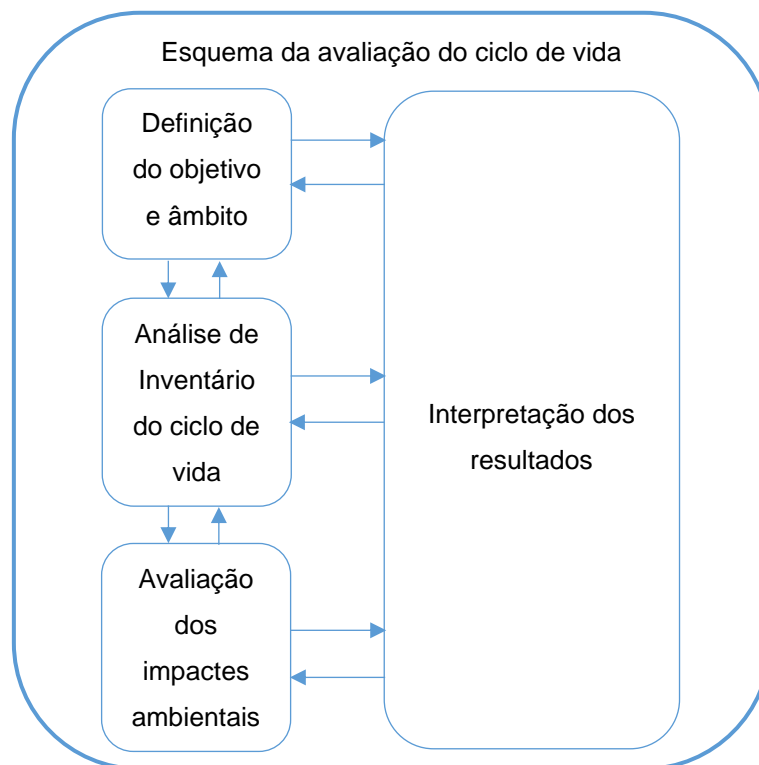 Esquema da avaliação do ciclo de vida
Definição
do objetivo
e âmbito
Análise de
Inventário
do ciclo de
vida
Avaliação
dos
impactes
ambientais
Interpretação dos
resultados